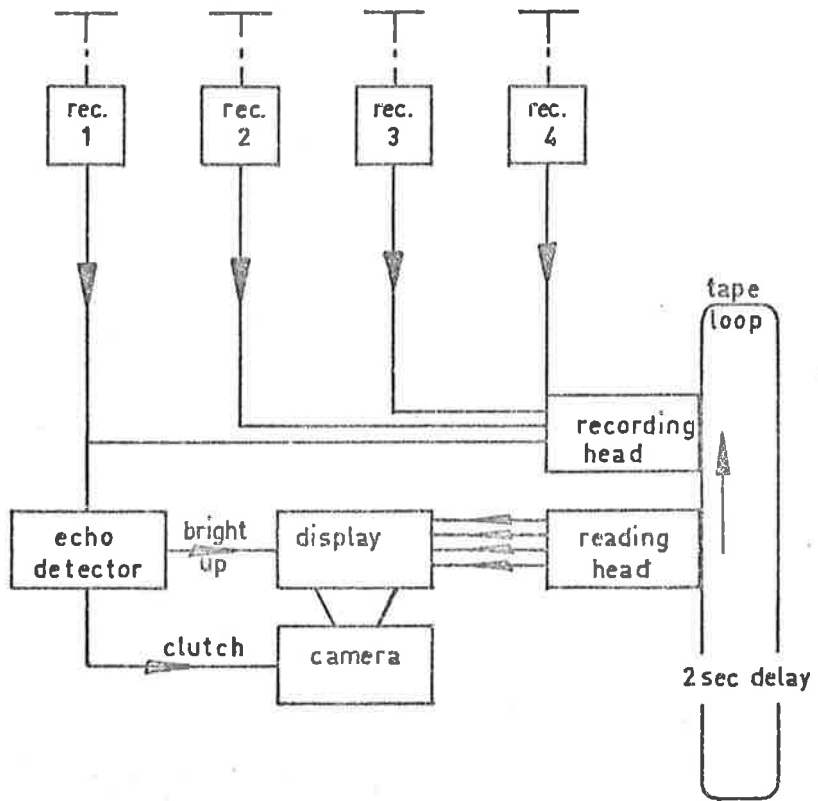 rec.
1
rec.
2
rec.
3
rec.
4
tape
loop
recording
head
echo
detector
bright
up
display
reading
head
clutch
camera
2 sec delay